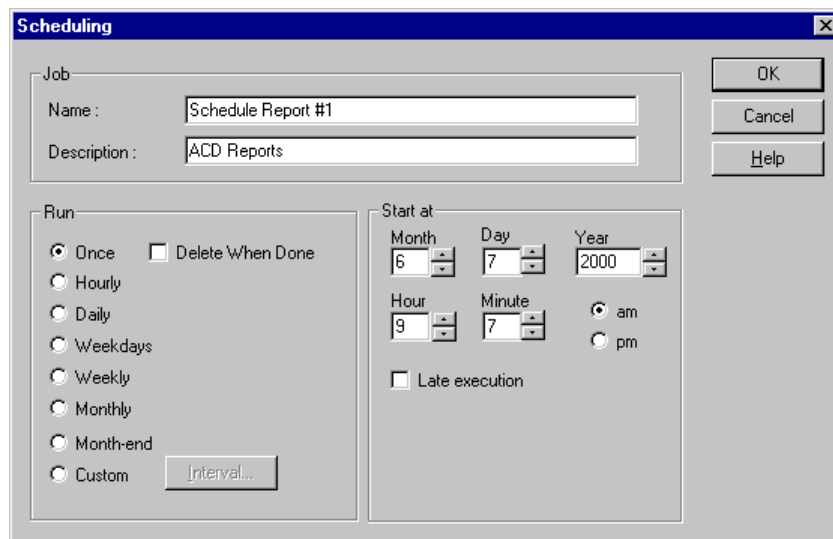 Scheduling
Job
Name : Schedule Report #1
Description : ACD Reports
OK
Cancel
Help
Run
Once Delete When Done
Hourly
Daily
Weekdays
Weekly
Monthly
Month-end
Custom Interval...
Start at
Month Day Year
6 7 2000
Hour Minute
9 7
am
pm
Late execution